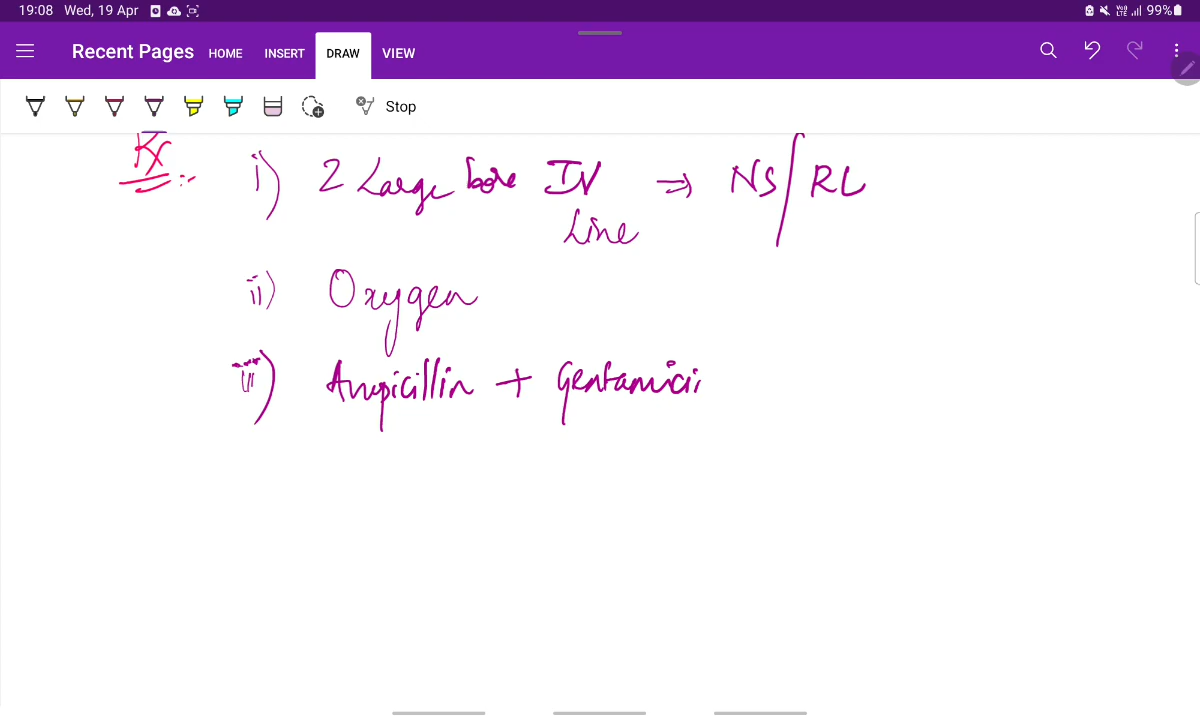 19:08 Wed, 19 Apr 99%
Recent Pages HOME INSERT DRAW VIEW
Stop
Rx :-
i) 2 Large bore IV ⇒ NS/RL
Line
ii) Oxygen
iii) Ampicillin + Gentamicin